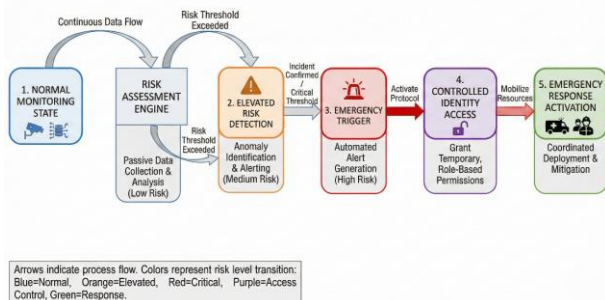 Continuous Data Flow
Risk Threshold
Exceeded
1. NORMAL
MONITORING
STATE
RISK
ASSESSMENT
ENGINE
Passive Data
Collection &
Analysis
(Low Risk)
Risk
Threshold
Exceeded
2. ELEVATED
RISK
DETECTION
Anomaly
Identification
& Alerting
(Medium Risk)
Incident
Confirmed
/
Critical
Threshold
3. EMERGENCY
TRIGGER
Automated
Alert
Generation
(High Risk)
Activate
Protocol
4.
CONTROLLED
IDENTITY
ACCESS
Grant
Temporary,
Role-Based
Permissions
Mobilize
Resources
5. EMERGENCY
RESPONSE
ACTIVATION
Coordinated
Deployment &
Mitigation
Arrows indicate process flow. Colors represent risk level transition:
Blue=Normal, Orange=Elevated, Red=Critical, Purple=Access
Control, Green=Response.